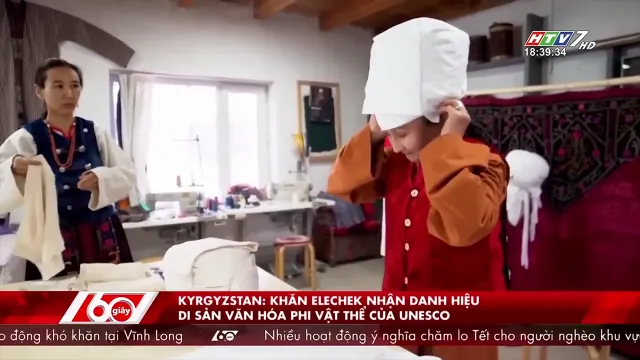 HTV7 HD
18:39:34
60 giây
KYRGYZSTAN: KHĂN ELECHEK NHẬN DANH HIỆU
DI SẢN VĂN HÓA PHI VẬT THỂ CỦA UNESCO
o động khó khăn tại Vĩnh Long 60 giây Nhiều hoạt động ý nghĩa chăm lo Tết cho người nghèo khu v